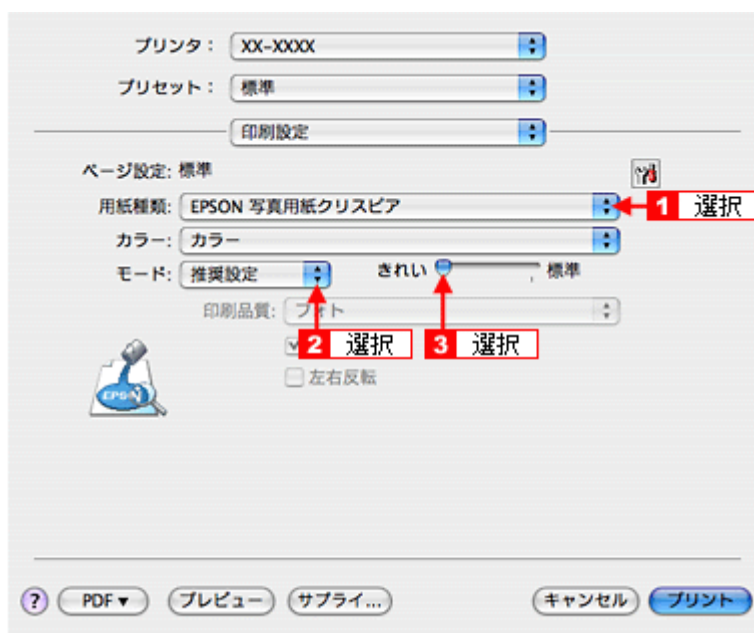 プリンタ： XX-XXXX
プリセット： 標準
印刷設定
ページ設定: 標準
用紙種類: EPSON 写真用紙クリスピア
1 選択
カラー: カラー
モード: 推奨設定 きれい 標準
印刷品質: フォト
2 選択 3 選択
左右反転
EPSON
? PDF▼ プレビュー サプライ... キャンセル プリント